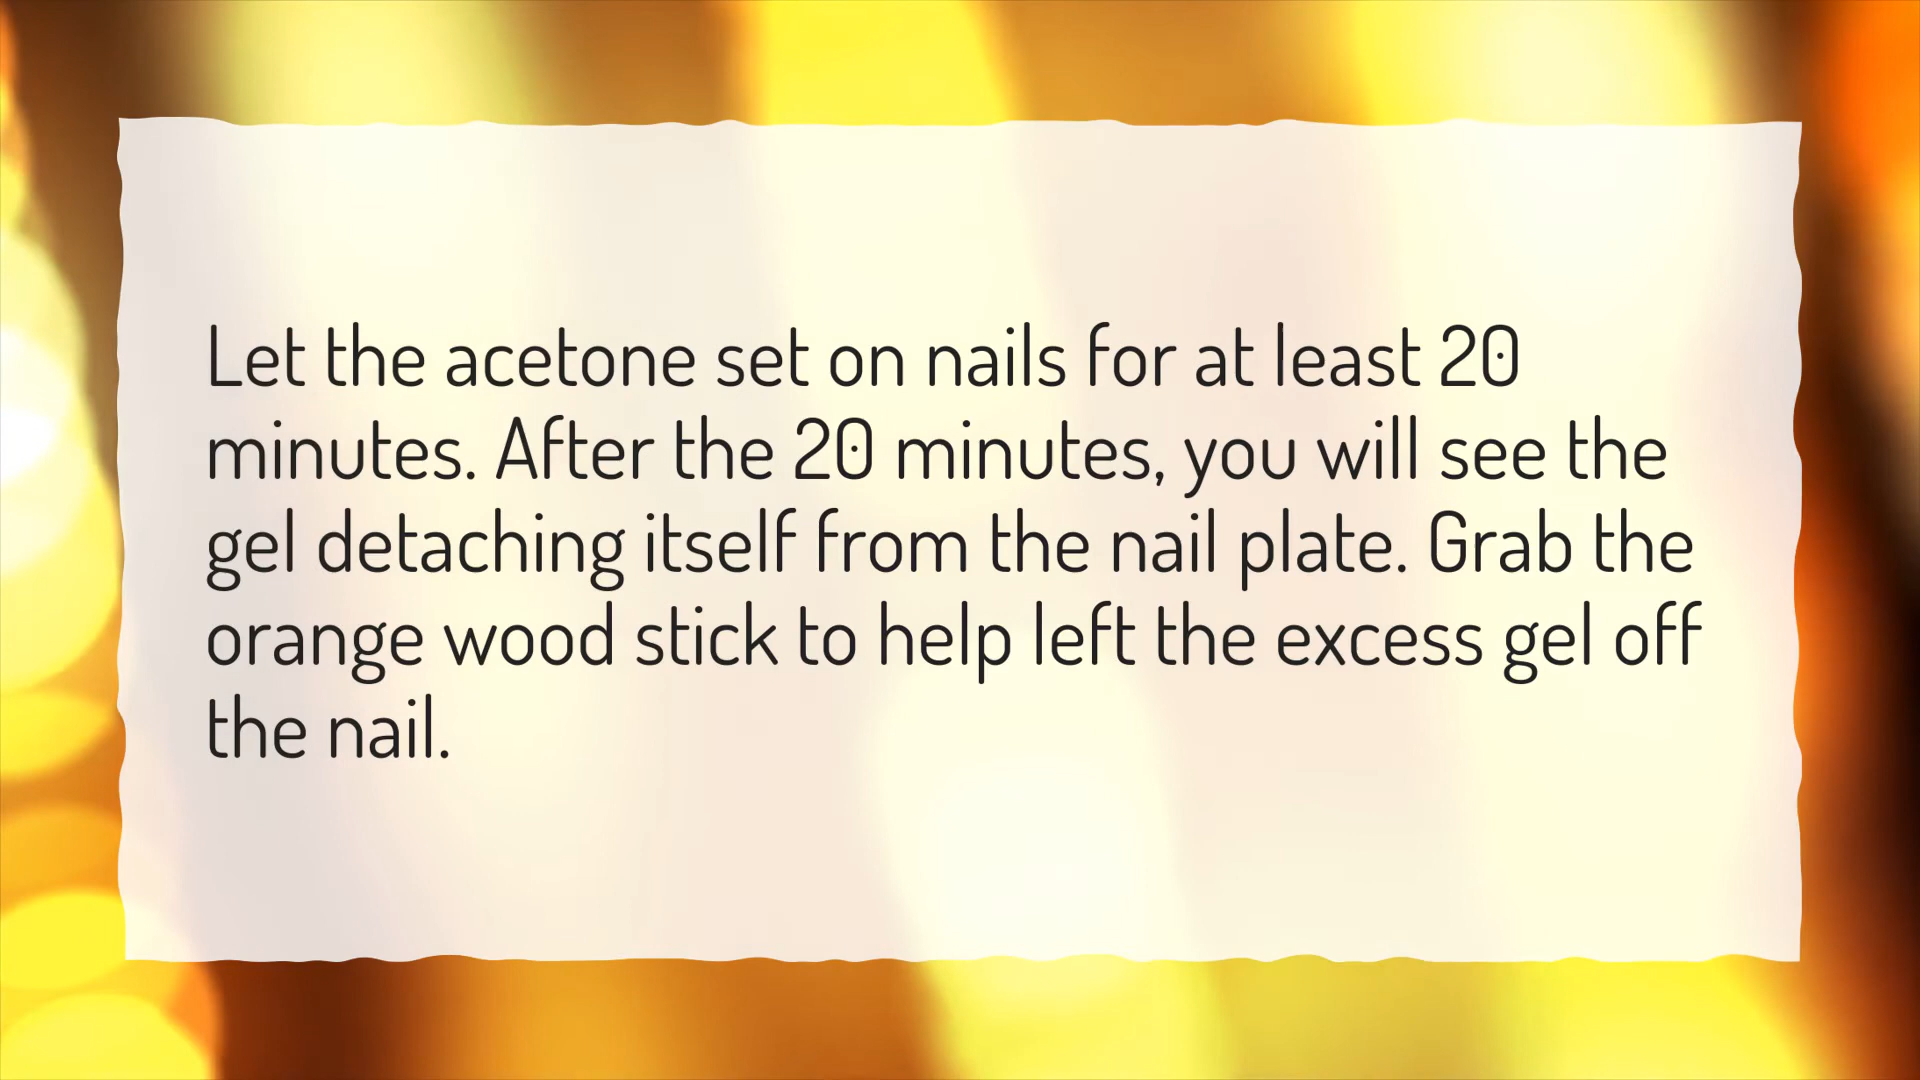 Let the acetone set on nails for at least 20
minutes. After the 20 minutes, you will see the
gel detaching itself from the nail plate. Grab the
orange wood stick to help left the excess gel off
the nail.